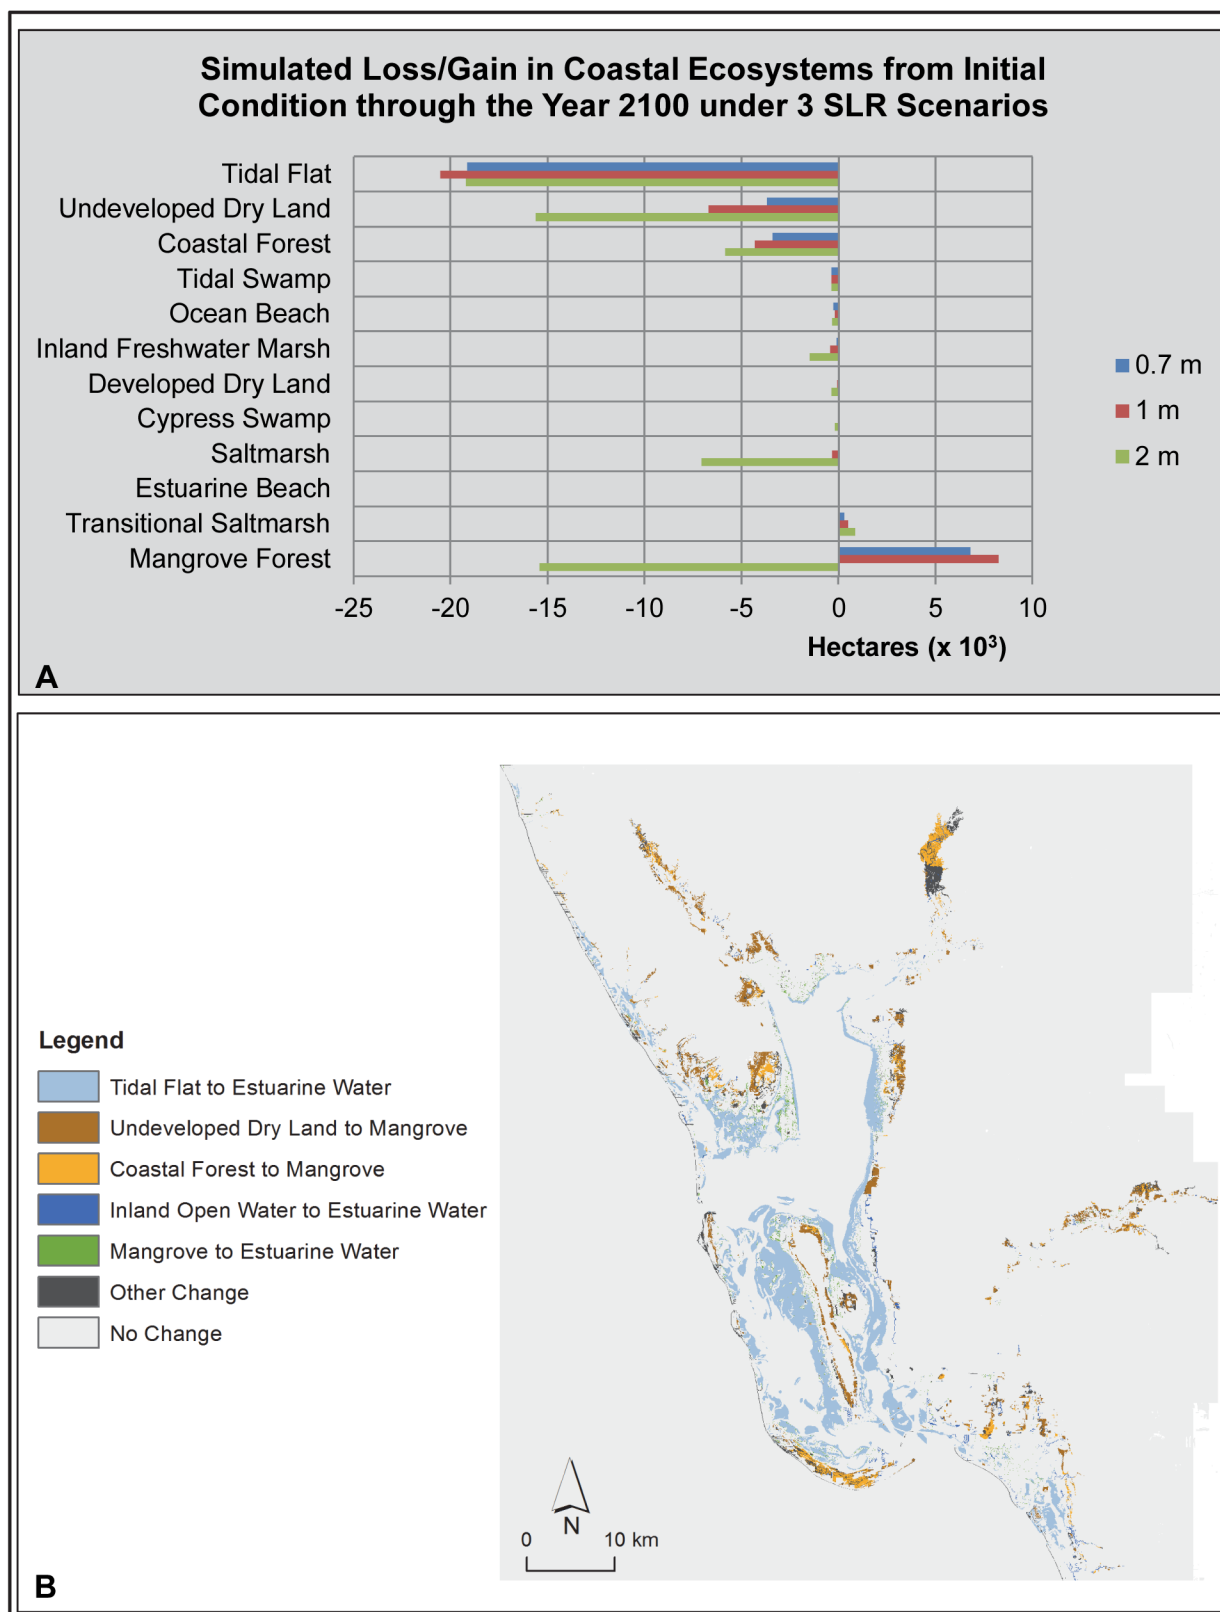 Simulated Loss/Gain in Coastal Ecosystems from Initial
Condition through the Year 2100 under 3 SLR Scenarios
Tidal Flat
Undeveloped Dry Land
Coastal Forest
Tidal Swamp
Ocean Beach
Inland Freshwater Marsh
Developed Dry Land
Cypress Swamp
Saltmarsh
Estuarine Beach
Transitional Saltmarsh
Mangrove Forest
-25 -20 -15 -10 -5 0 5 10
Hectares (x 10³)
0.7 m
1 m
2 m
A
Legend
Tidal Flat to Estuarine Water
Undeveloped Dry Land to Mangrove
Coastal Forest to Mangrove
Inland Open Water to Estuarine Water
Mangrove to Estuarine Water
Other Change
No Change
N
0 10 km
B